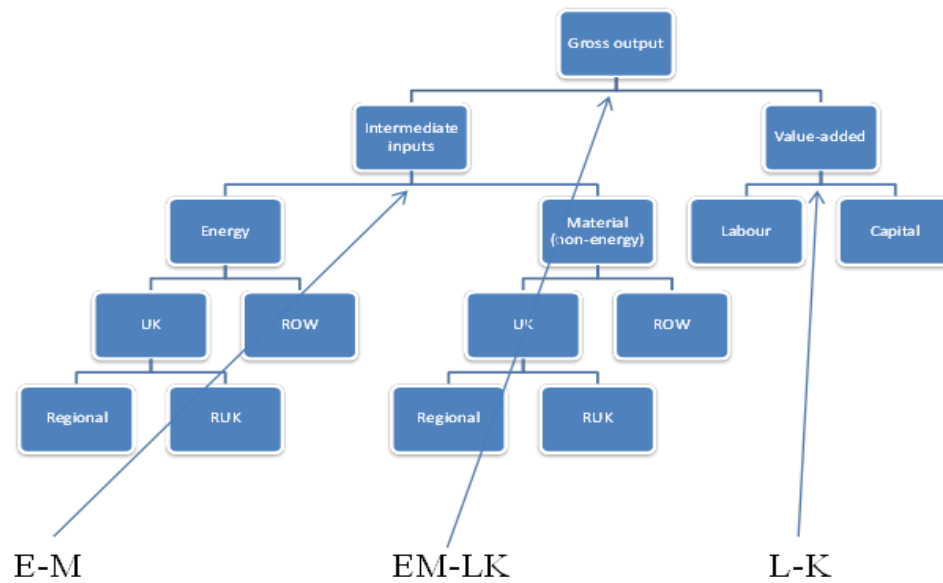 Gross output
Intermediate
inputs
Value-added
Energy
Material
(non-energy)
Labour
Capital
UK
ROW
UK
ROW
Regional
RUK
Regional
RUK
E-M
EM-LK
L-K